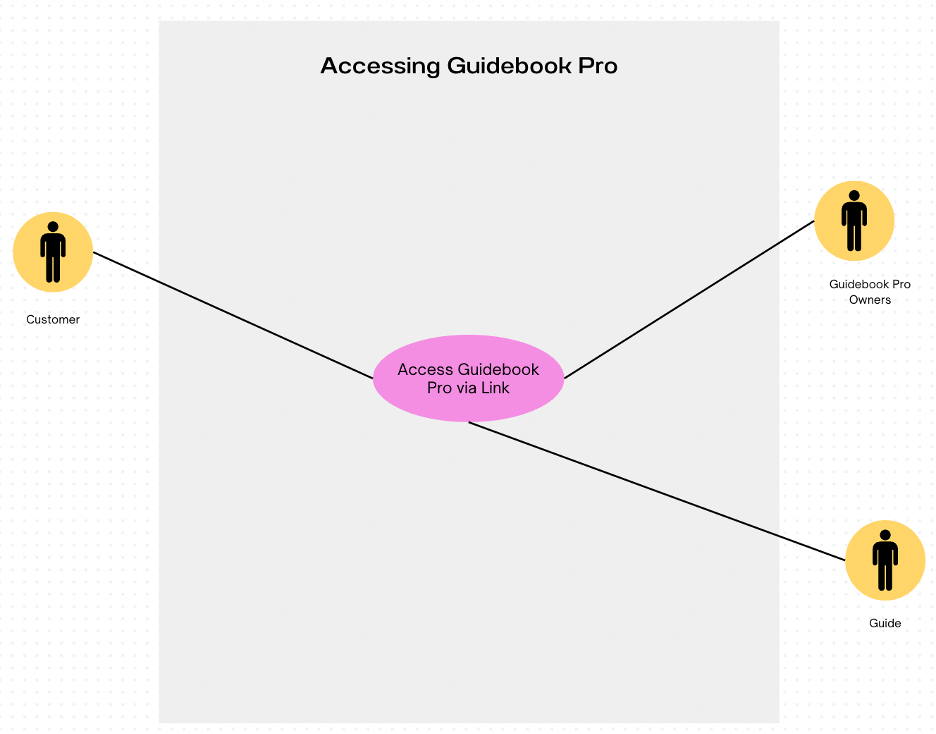 Accessing Guidebook Pro
Customer
Guidebook Pro
Owners
Access Guidebook
Pro via Link
Guide